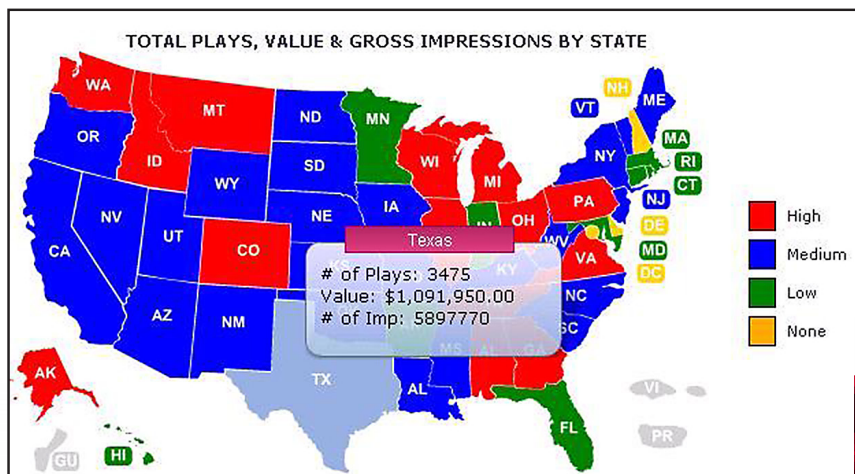 TOTAL PLAYS, VALUE & GROSS IMPRESSIONS BY STATE
WA
MT
ND
MN
NH
VT
ME
OR
ID
WI
MI
NY
MA
RI
CT
WY
SD
IA
PA
NJ
NV
NE
OH
DE
CA
UT
CO
WV
VA
MD
DC
KS
KY
Texas
# of Plays: 3475
Value: $1,091,950.00
# of Imp: 5897770
AZ
NM
NC
SC
MS
AL
GA
TX
AL
AK
FL
HI
GU
VI
PR
High
Medium
Low
None